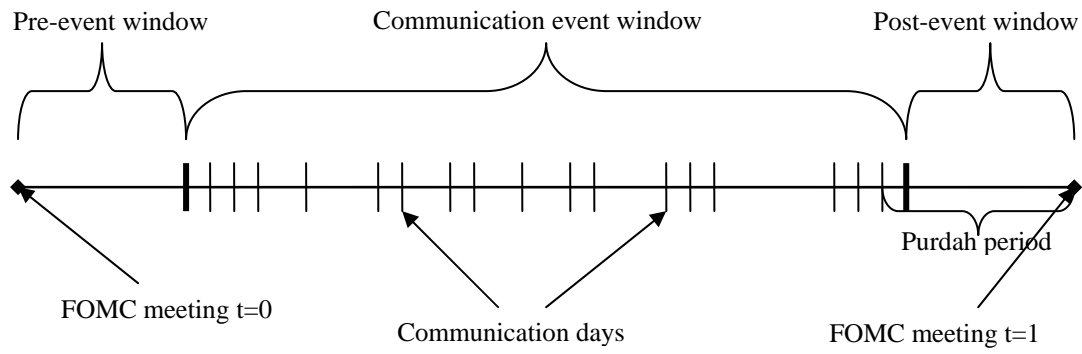 Pre-event window
Communication event window
Post-event window
Purdah period
FOMC meeting t=0
Communication days
FOMC meeting t=1